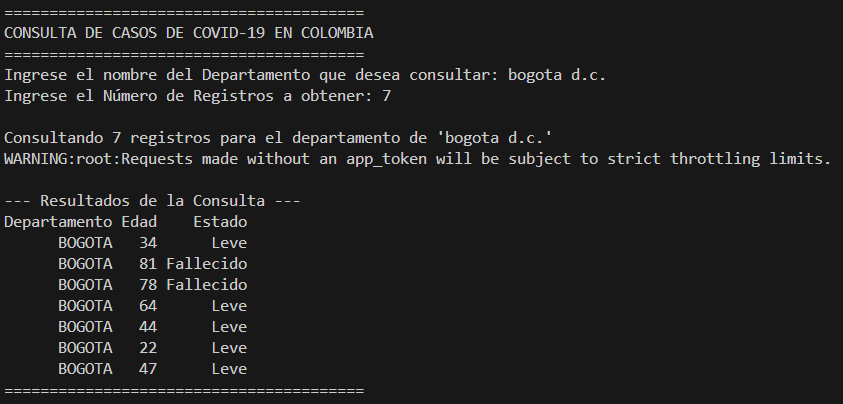 ========================================
CONSULTA DE CASOS DE COVID-19 EN COLOMBIA
========================================
Ingrese el nombre del Departamento que desea consultar: bogota d.c.
Ingrese el Número de Registros a obtener: 7

Consultando 7 registros para el departamento de 'bogota d.c.'
WARNING:root:Requests made without an app_token will be subject to strict throttling limits.

--- Resultados de la Consulta ---
Departamento Edad    Estado
      BOGOTA   34      Leve
      BOGOTA   81 Fallecido
      BOGOTA   78 Fallecido
      BOGOTA   64      Leve
      BOGOTA   44      Leve
      BOGOTA   22      Leve
      BOGOTA   47      Leve
========================================